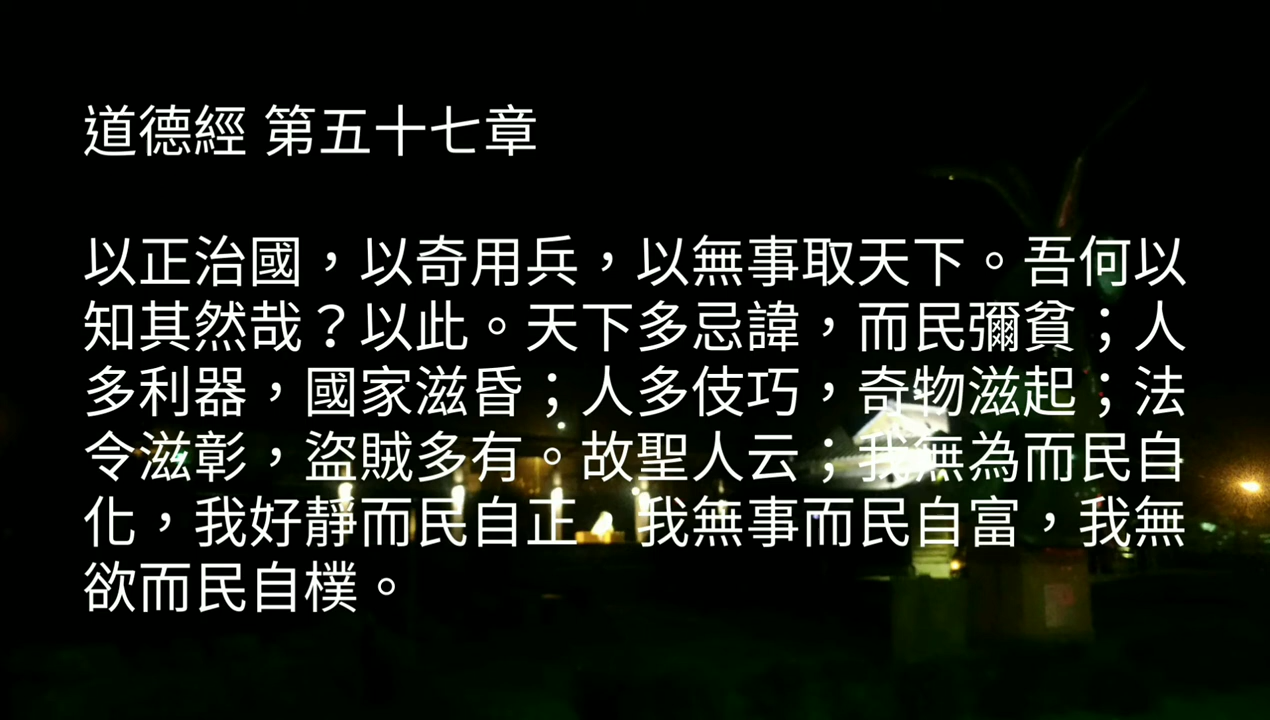 道德經 第五十七章
以正治國，以奇用兵，以無事取天下。吾何以
知其然哉？以此。天下多忌諱，而民彌貧；人
多利器，國家滋昏；人多伎巧，奇物滋起；法
令滋彰，盜賊多有。故聖人云；我無為而民自
化，我好靜而民自正，我無事而民自富，我無
欲而民自樸。